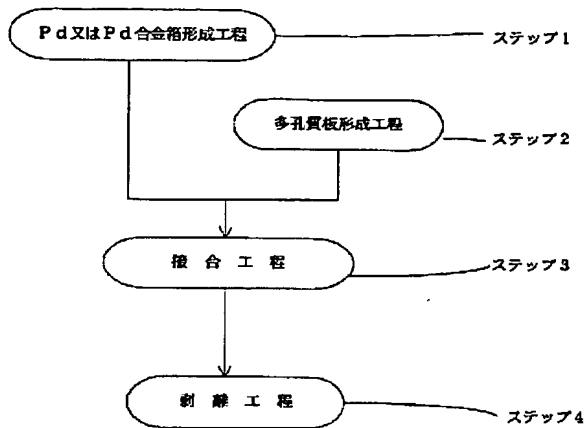 Pd又はPd合金箔形成工程
ステップ1
多孔質板形成工程
ステップ2
接合工程
ステップ3
剥離工程
ステップ4